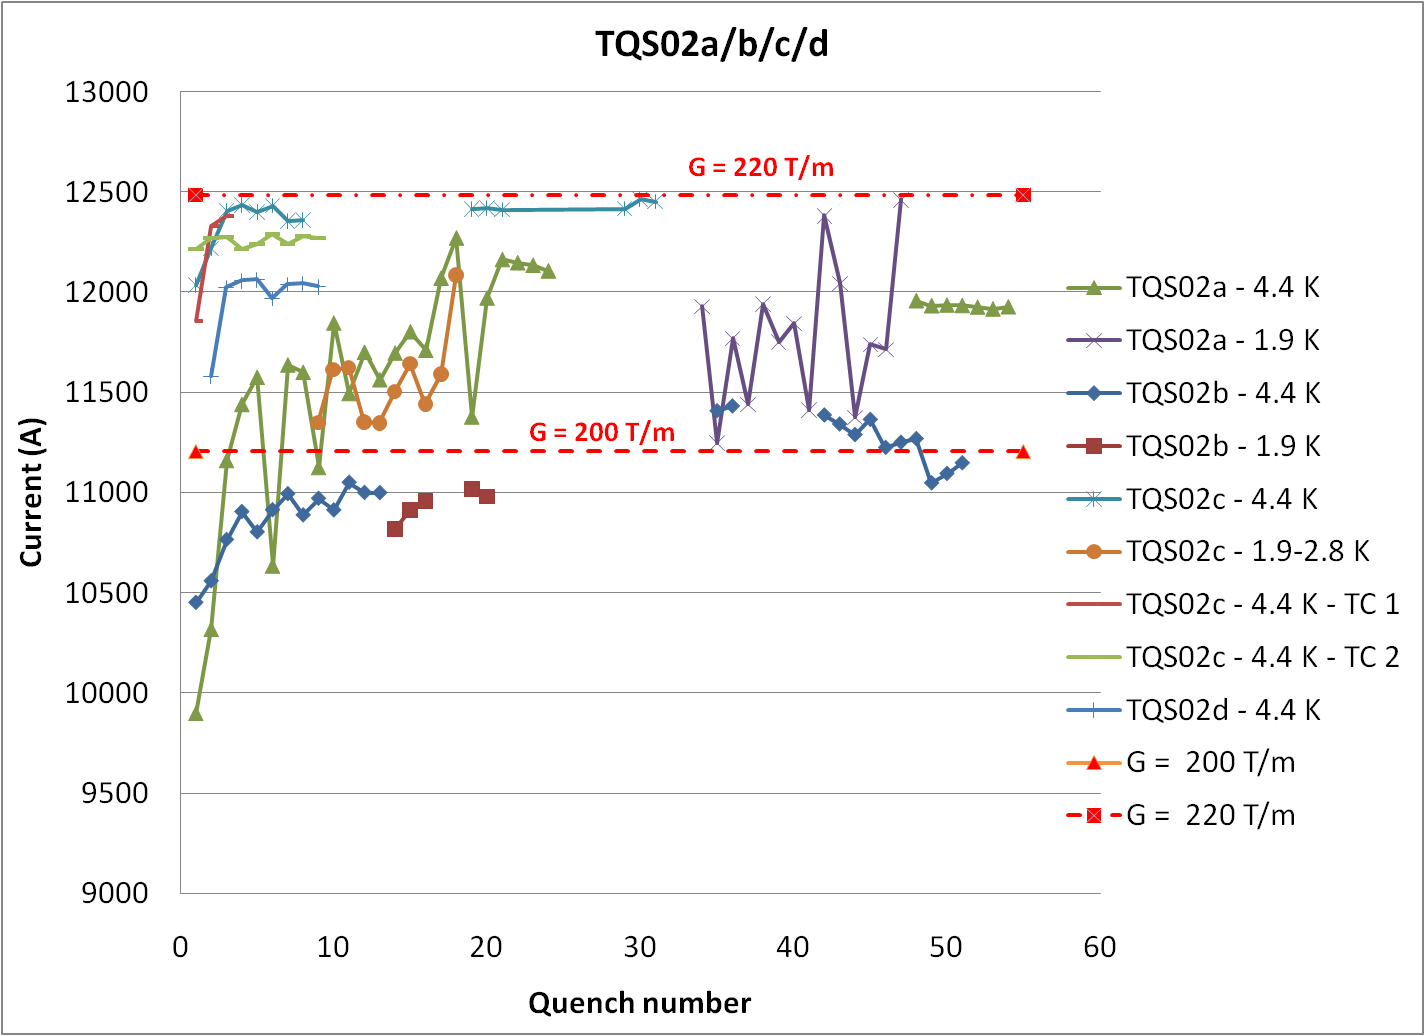 TQS02a/b/c/d
13000
12500
12000
11500
11000
10500
10000
9500
9000
Current (A)
G = 220 T/m
G = 200 T/m
0 10 20 30 40 50 60
Quench number
TQS02a - 4.4 K
TQS02a - 1.9 K
TQS02b - 4.4 K
TQS02b - 1.9 K
TQS02c - 4.4 K
TQS02c - 1.9-2.8 K
TQS02c - 4.4 K - TC 1
TQS02c - 4.4 K - TC 2
TQS02d - 4.4 K
G = 200 T/m
G = 220 T/m